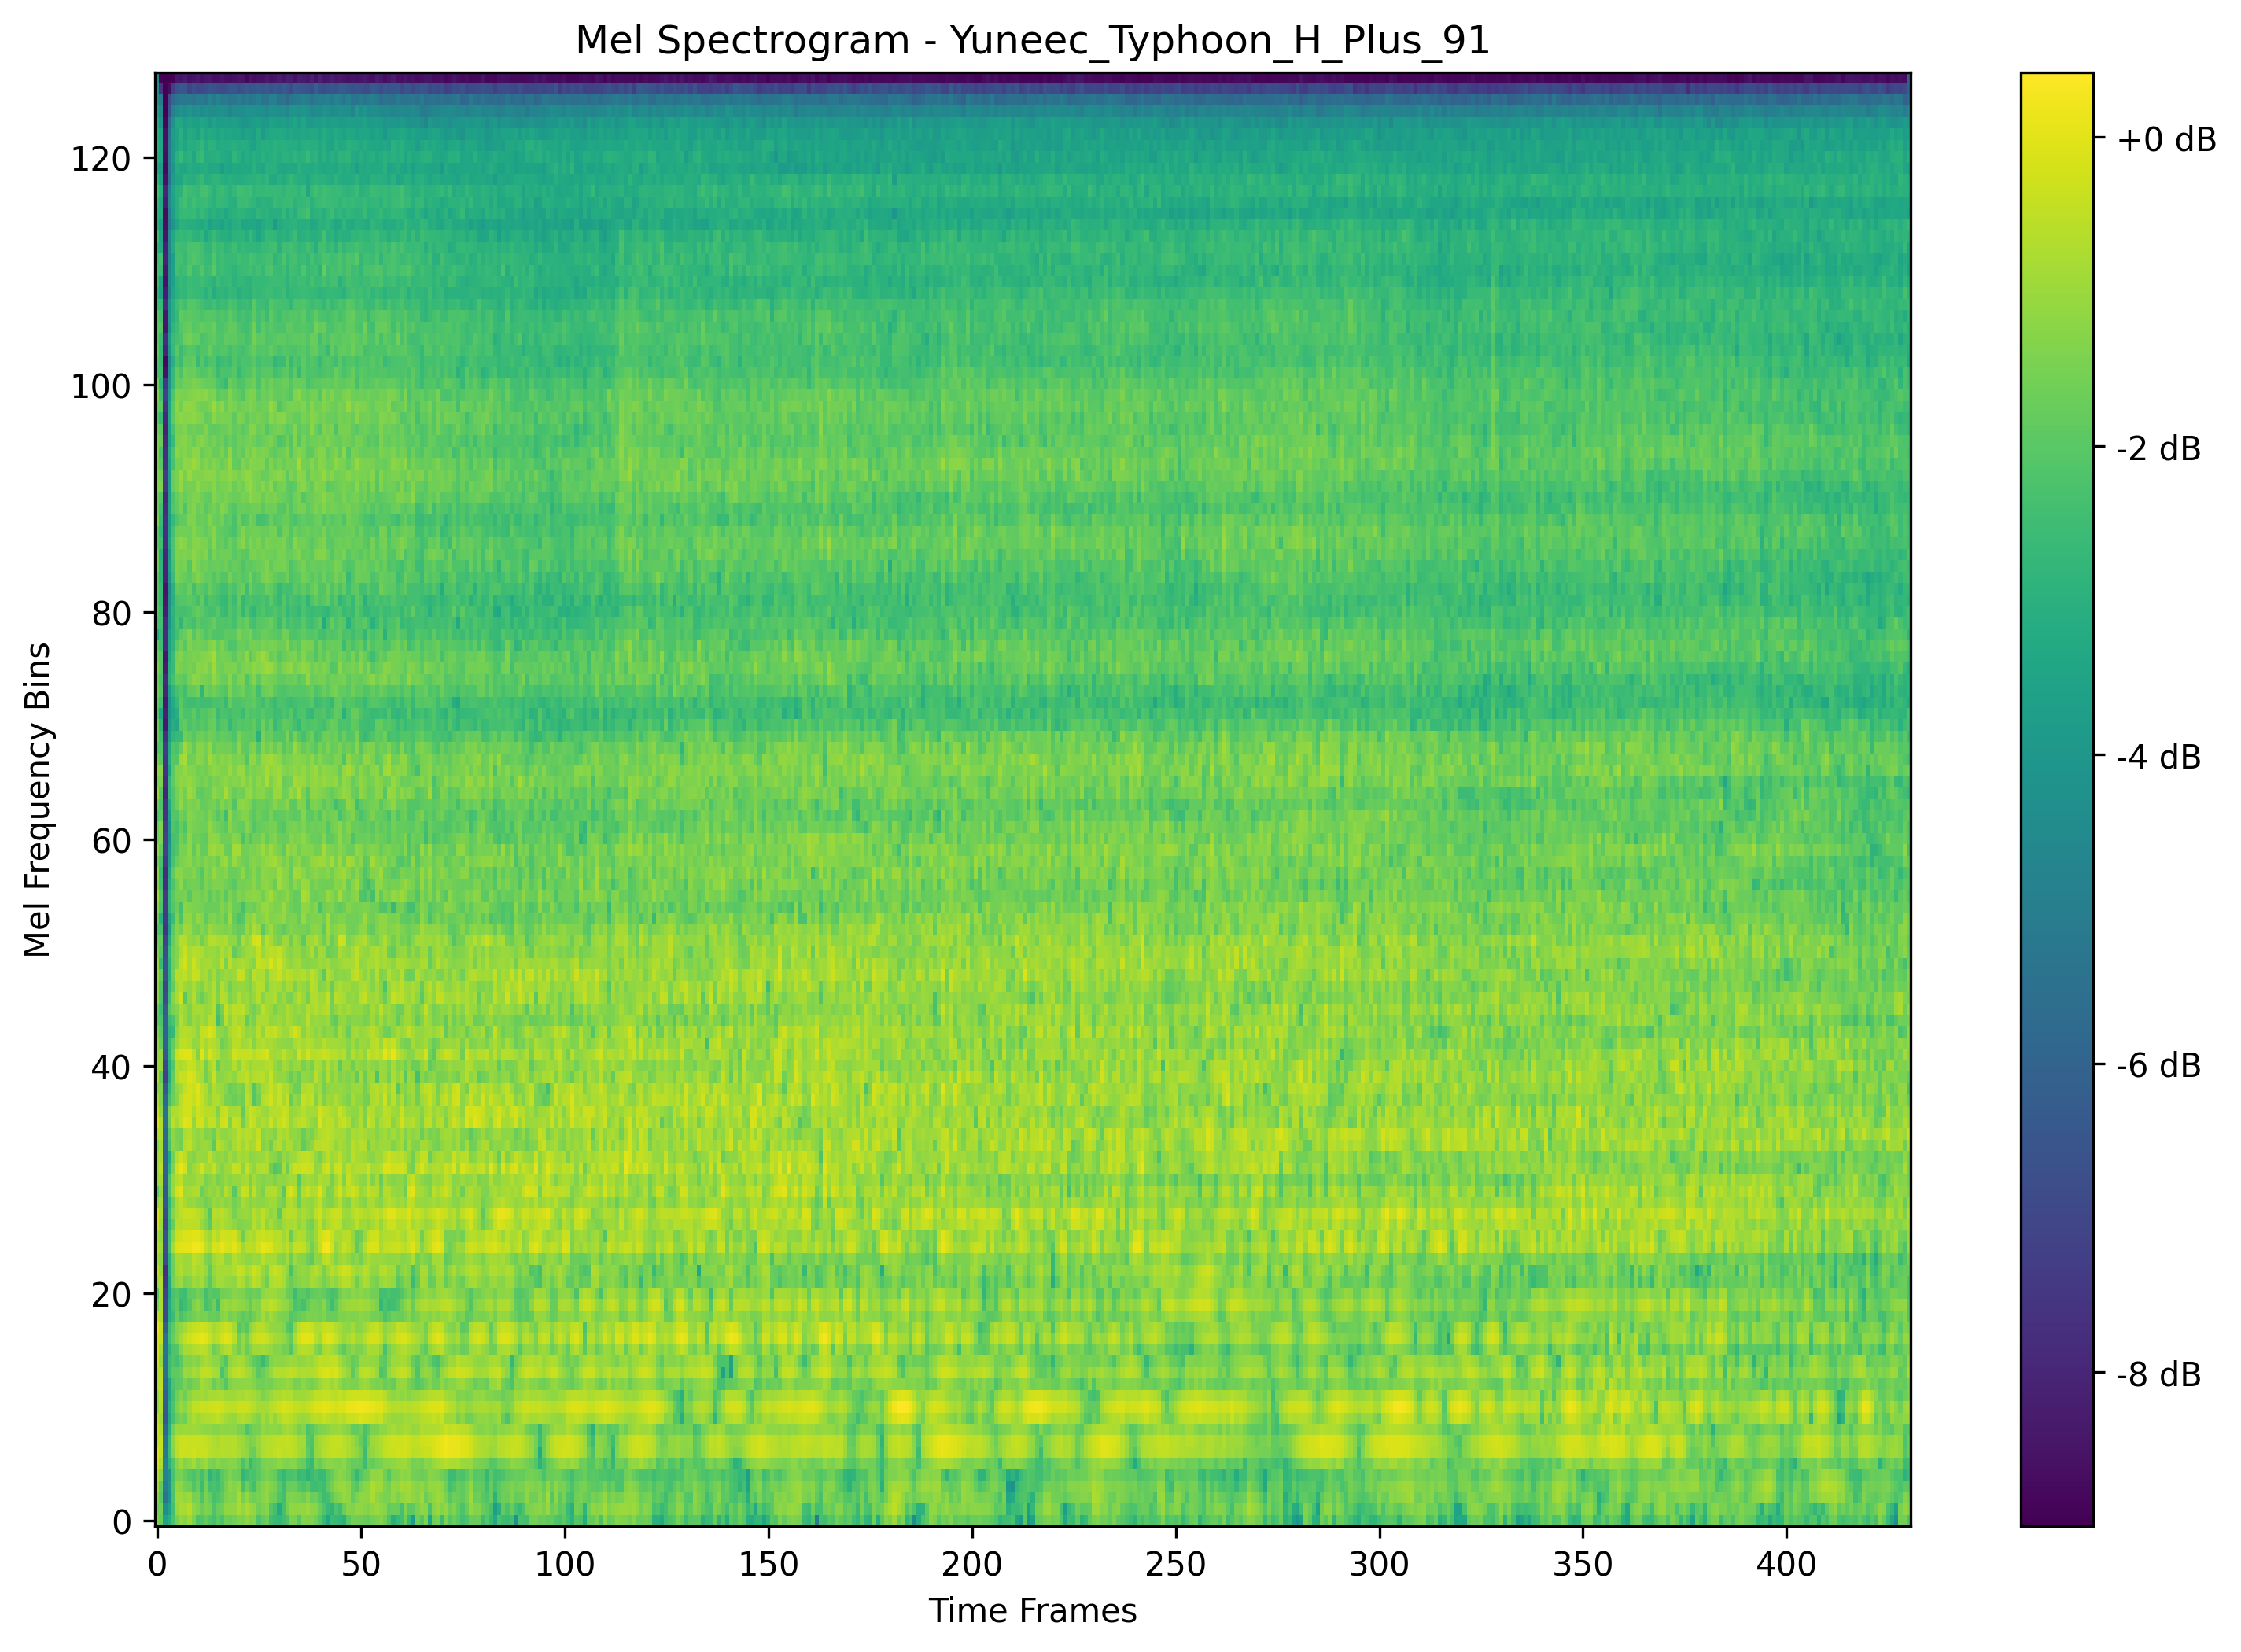 Mel Spectrogram - Yuneec_Typhoon_H_Plus_91
Mel Frequency Bins
120
100
80
60
40
20
0
0 50 100 150 200 250 300 350 400
Time Frames
+0 dB
-2 dB
-4 dB
-6 dB
-8 dB